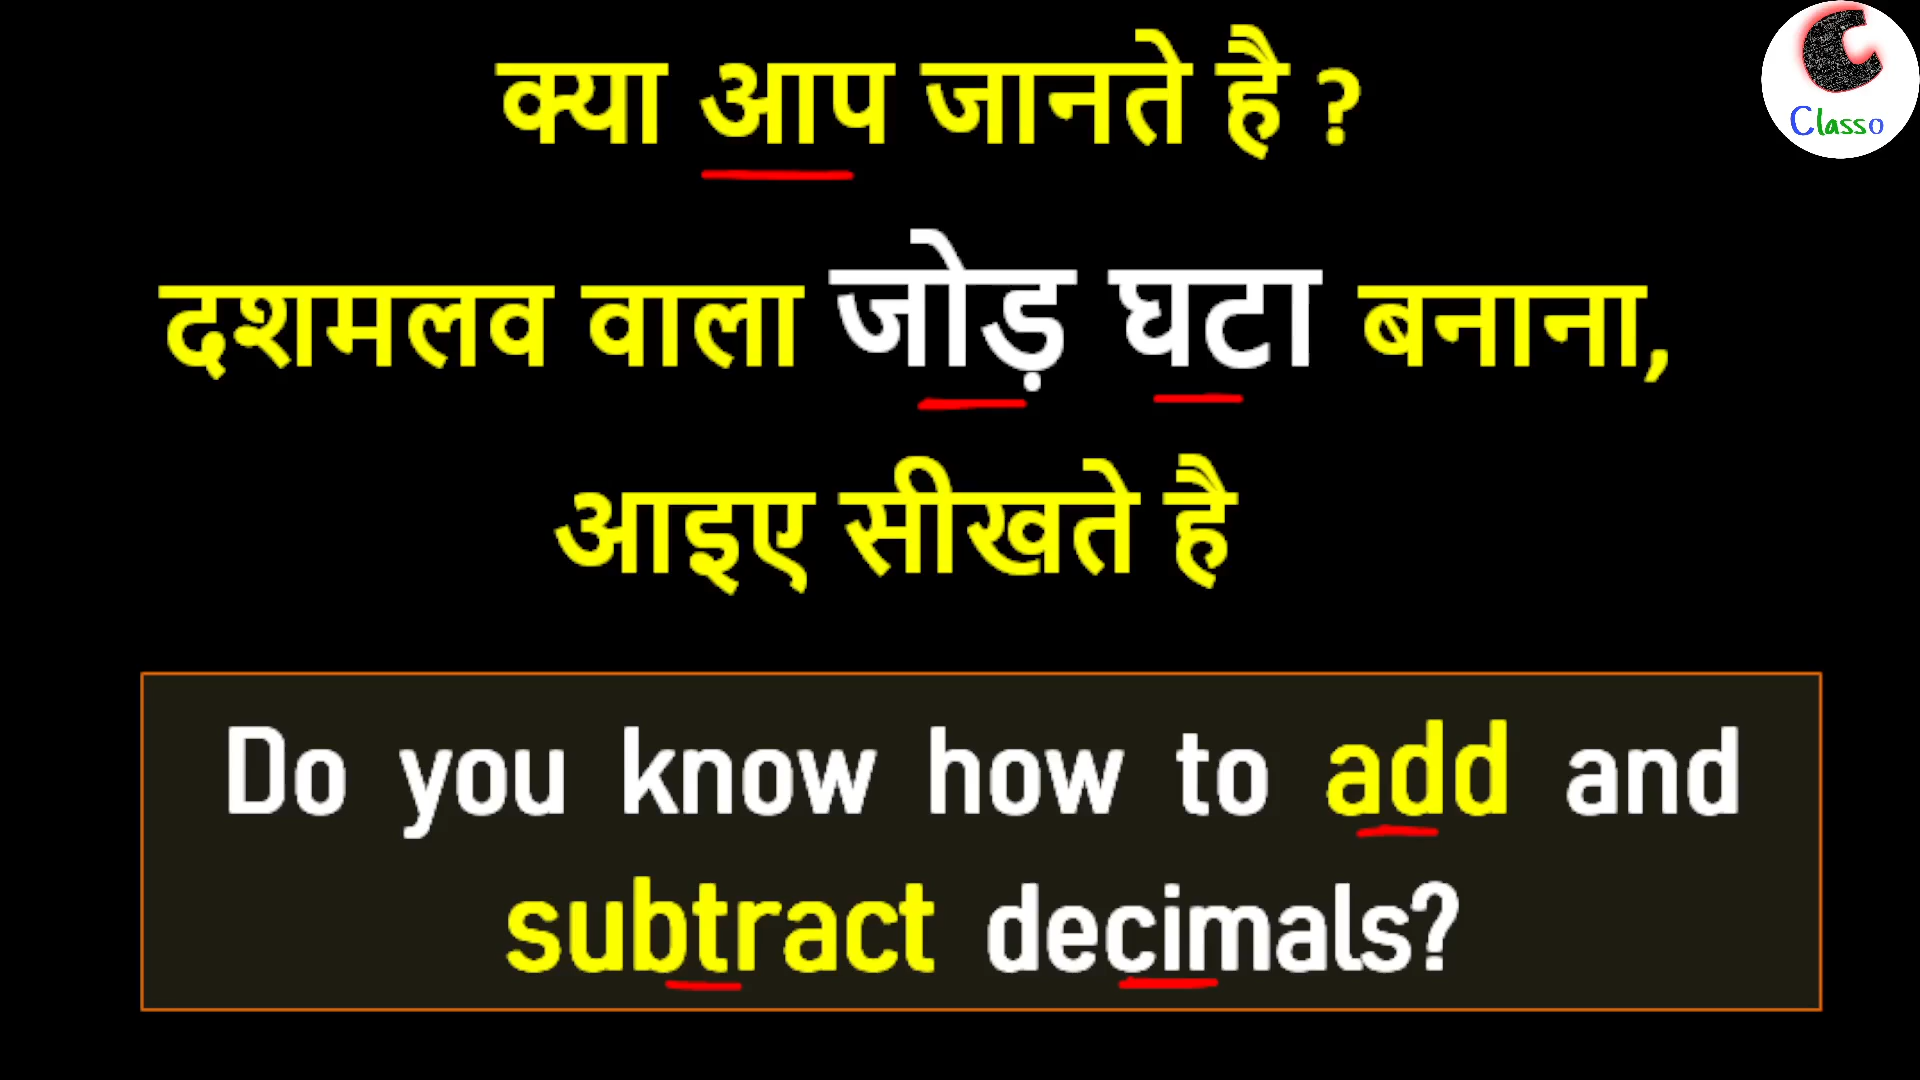 क्या आप जानते है ?
Classo
दशमलव वाला जोड़ घटा बनाना,
आइए सीखते है
Do you know how to add and
subtract decimals?